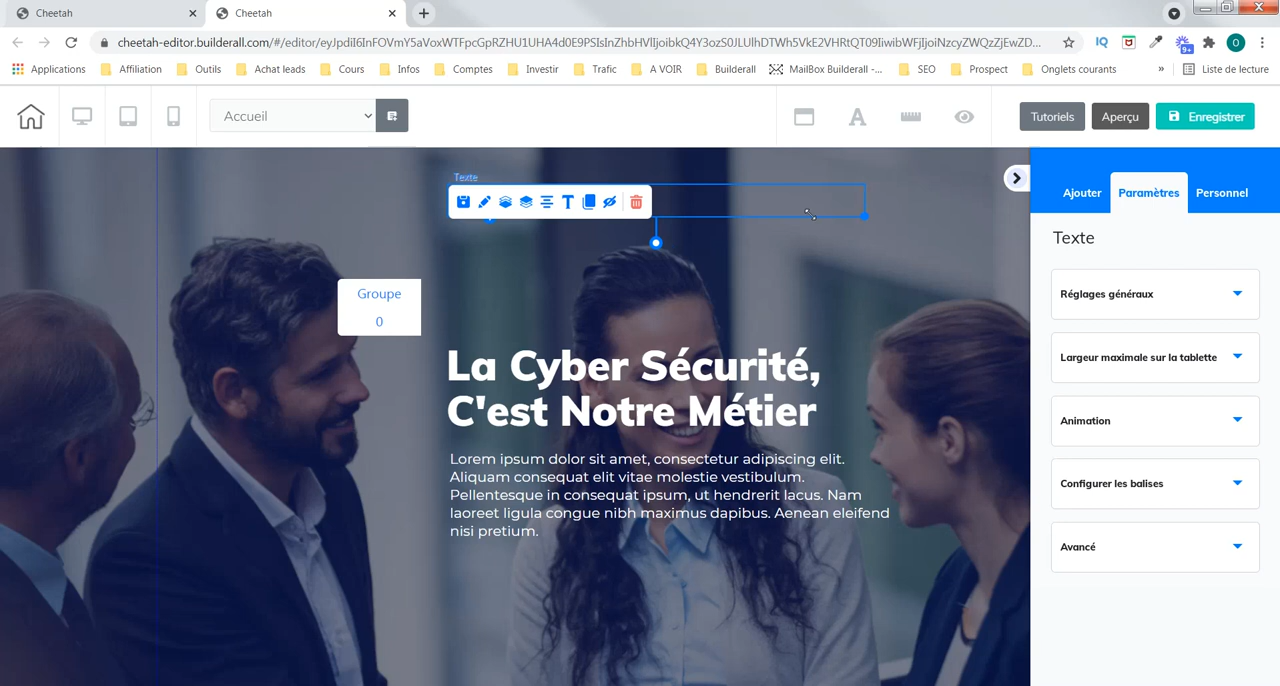 Cheetah
Cheetah
cheetah-editor.builderall.com/#/editor/eyJpdiI6InFOVmY5aVoxWTFpcGpRZHU1UHA4d0E9PSIsInZhbHVlIjoibkQ4Y3ozS0JLUlhDTWh5VkE2VHRtQT09IiwibWFjIjoiNzcyZWQzZjEwZD...
IQ
9+
O
Applications
Affiliation
Outils
Achat leads
Cours
Infos
Comptes
Investir
Trafic
A VOIR
Builderall
MailBox Builderall -...
SEO
Prospect
Onglets courants
»
Liste de lecture
Accueil
Tutoriels
Aperçu
Enregistrer
Texte
Ajouter
Paramètres
Personnel
Texte
Réglages généraux
Largeur maximale sur la tablette
Animation
Configurer les balises
Avancé
Groupe
0
La Cyber Sécurité,
C'est Notre Métier
Lorem ipsum dolor sit amet, consectetur adipiscing elit.
Aliquam consequat elit vitae molestie vestibulum.
Pellentesque in consequat ipsum, ut hendrerit lacus. Nam
laoreet ligula congue nibh maximus dapibus. Aenean eleifend
nisi pretium.